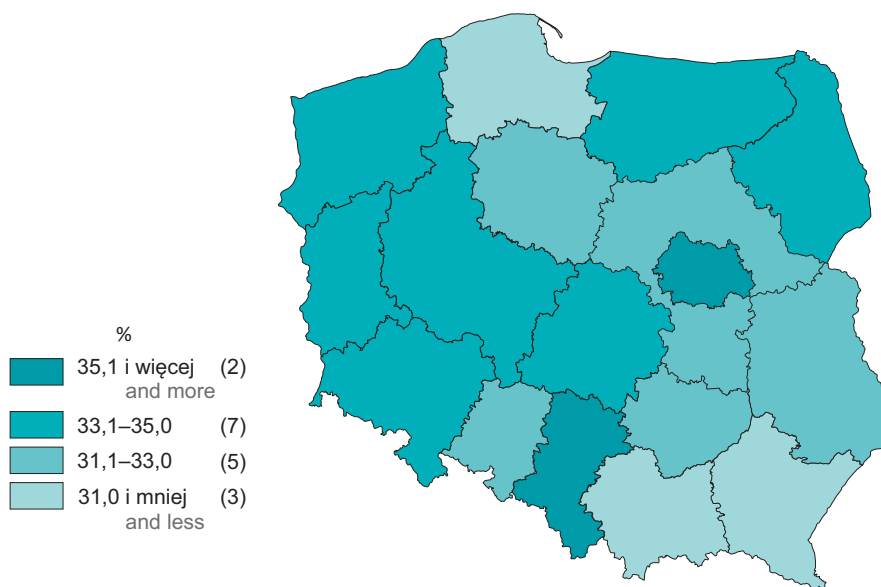 %
35,1 i więcej (2)
and more
33,1–35,0 (7)
31,1–33,0 (5)
31,0 i mniej (3)
and less